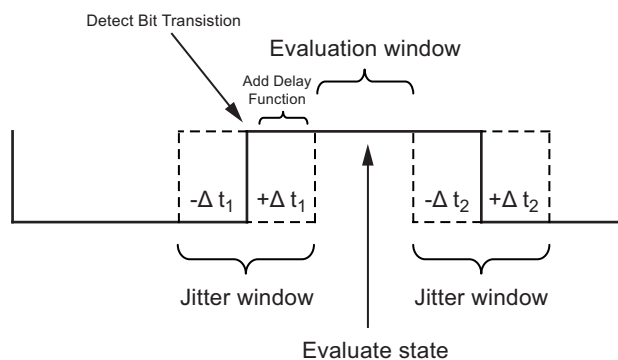 Detect Bit Transistion
Evaluation window
Add Delay
Function
-Δ t1
+Δ t1
-Δ t2
+Δ t2
Jitter window
Jitter window
Evaluate state